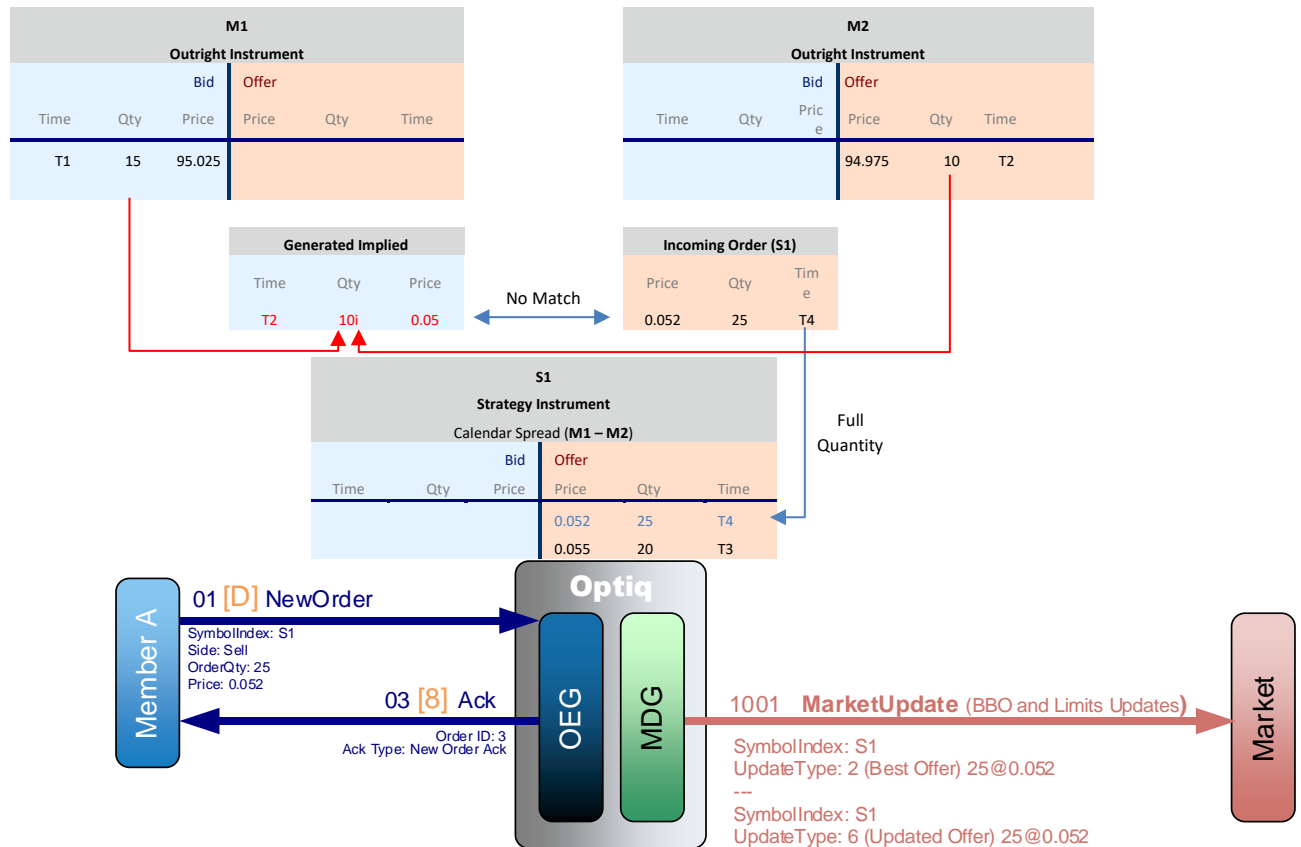 M1
Outright Instrument
Bid Offer
Time Qty Price Price Qty Time
T1 15 95.025
M2
Outright Instrument
Bid Offer
Time Qty Pric
e Price Qty Time
94.975 10 T2
Generated Implied
Time Qty Price
T2 10i 0.05
No Match
Incoming Order (S1)
Price Qty Tim
e
0.052 25 T4
S1
Strategy Instrument
Calendar Spread (M1 – M2)
Bid Offer
Time Qty Price Price Qty Time
0.052 25 T4
0.055 20 T3
Full
Quantity
Member A
01 [D] NewOrder
SymbolIndex: S1
Side: Sell
OrderQty: 25
Price: 0.052
03 [8] Ack
Order ID: 3
Ack Type: New Order Ack
Optiq
OEG
MDG
1001 MarketUpdate (BBO and Limits Updates)
SymbolIndex: S1
UpdateType: 2 (Best Offer) 25@0.052
---
SymbolIndex: S1
UpdateType: 6 (Updated Offer) 25@0.052
Market